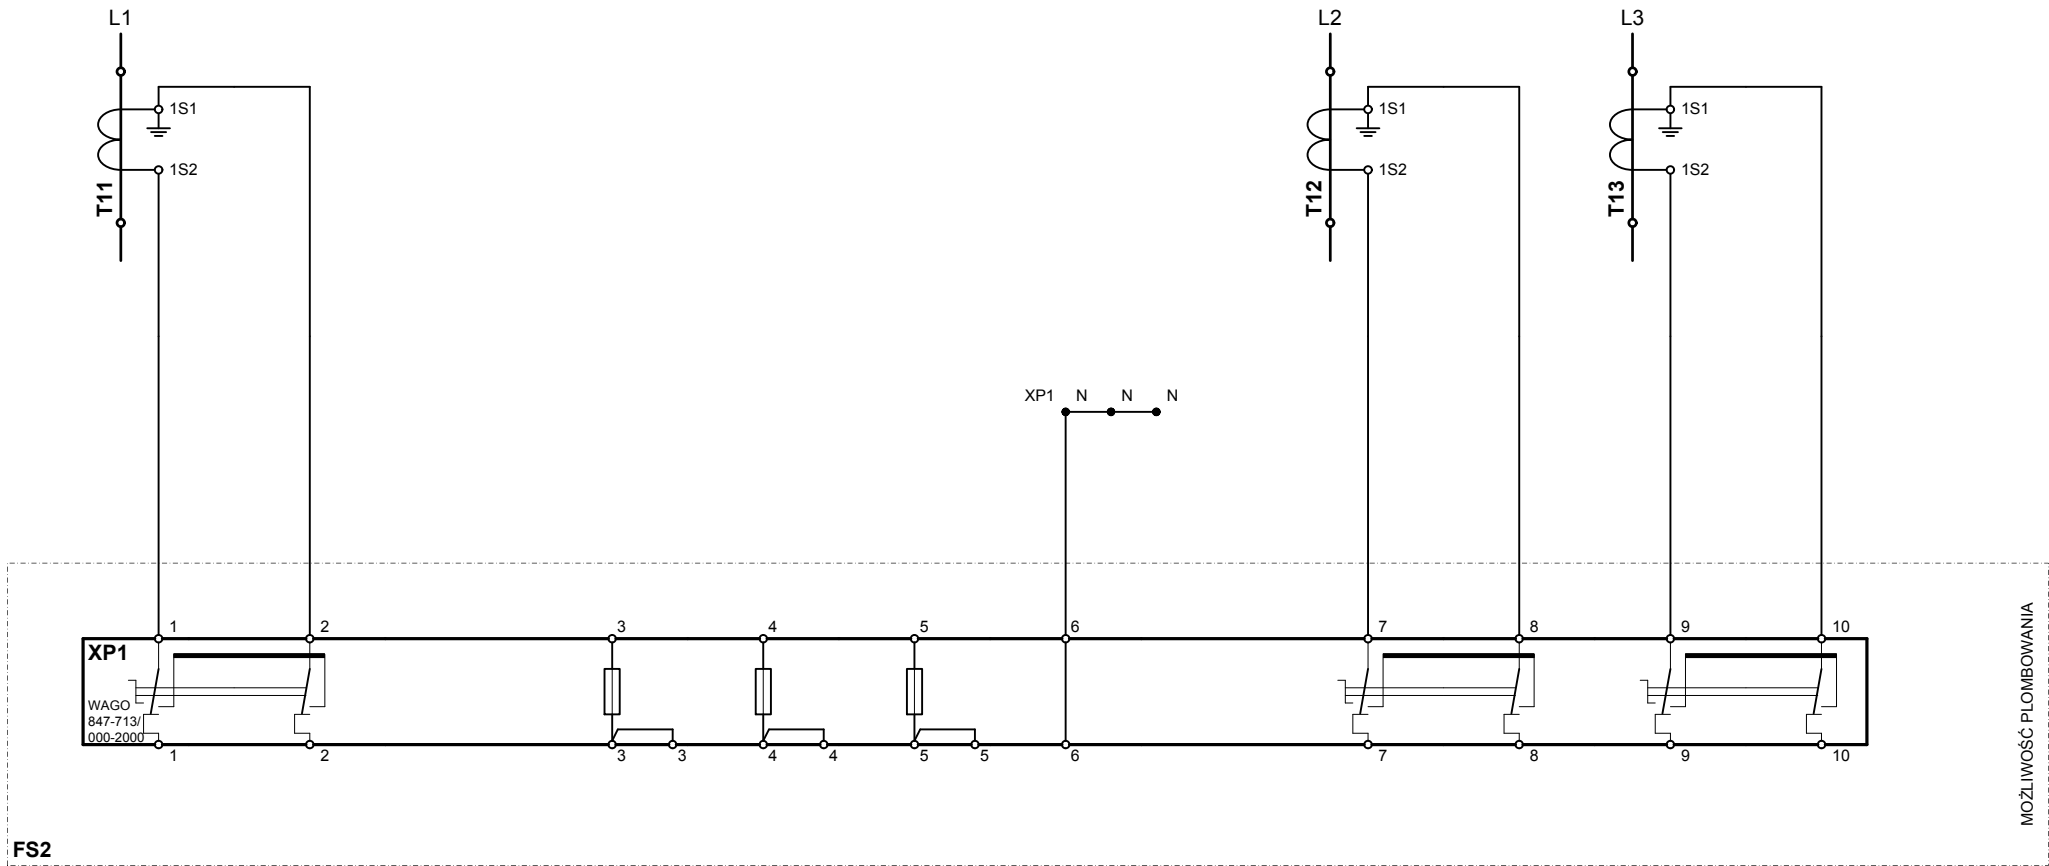 L1
L2
L3
1S1
1S1
1S1
1S2
1S2
1S2
T11
T12
T13
XP1 N N N
1 2 3 4 5 6 7 8 9 10
XP1
WAGO
847-713/
000-2000
1 2 3 3 4 4 5 5 6 7 8 9 10
MOŻLIWOŚĆ PLOMBOWANIA
FS2